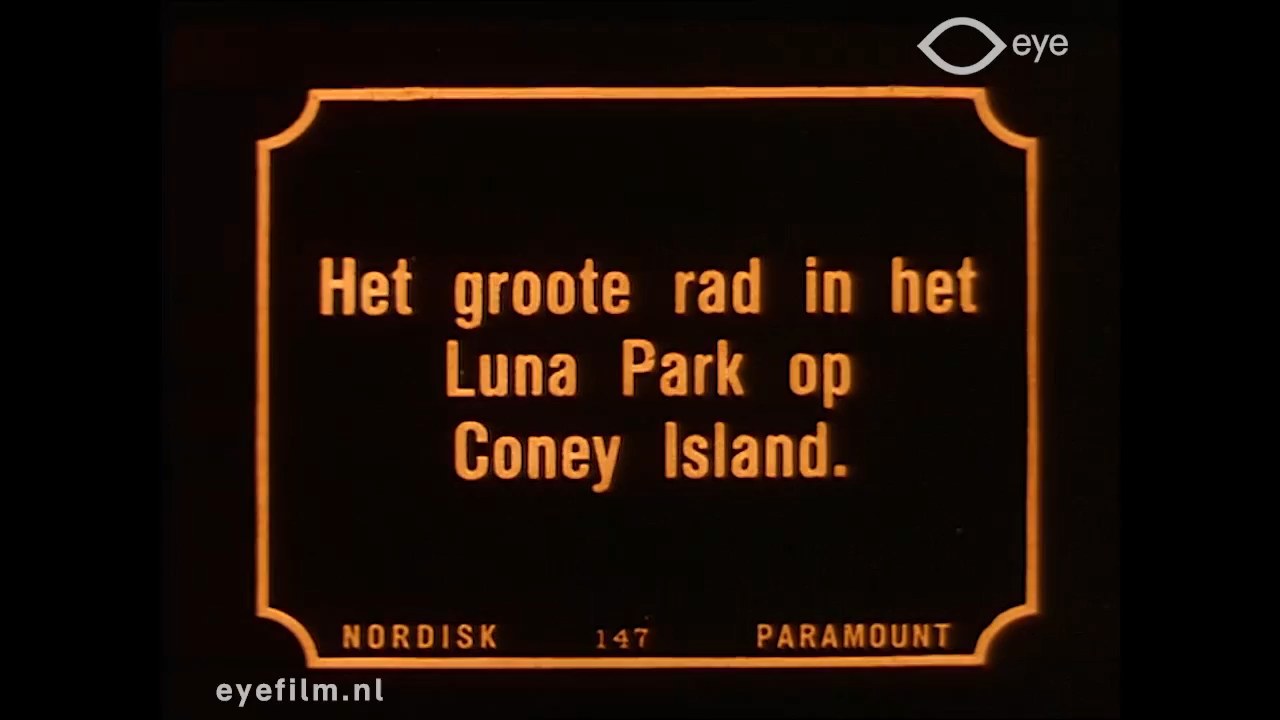 eye
Het groote rad in het
Luna Park op
Coney Island.
NORDISK 147 PARAMOUNT
eyefilm.nl